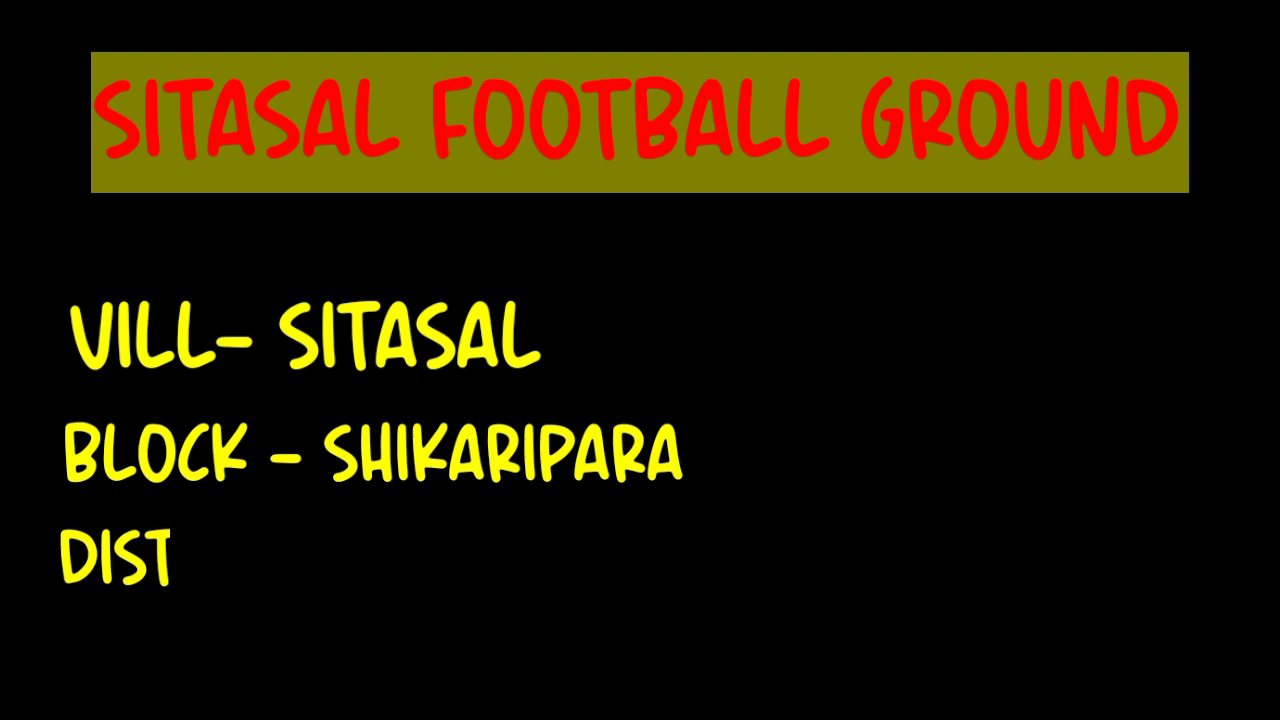 SITASAL FOOTBALL GROUND
VILL- SITASAL
BLOCK - SHIKARIPARA
DIST